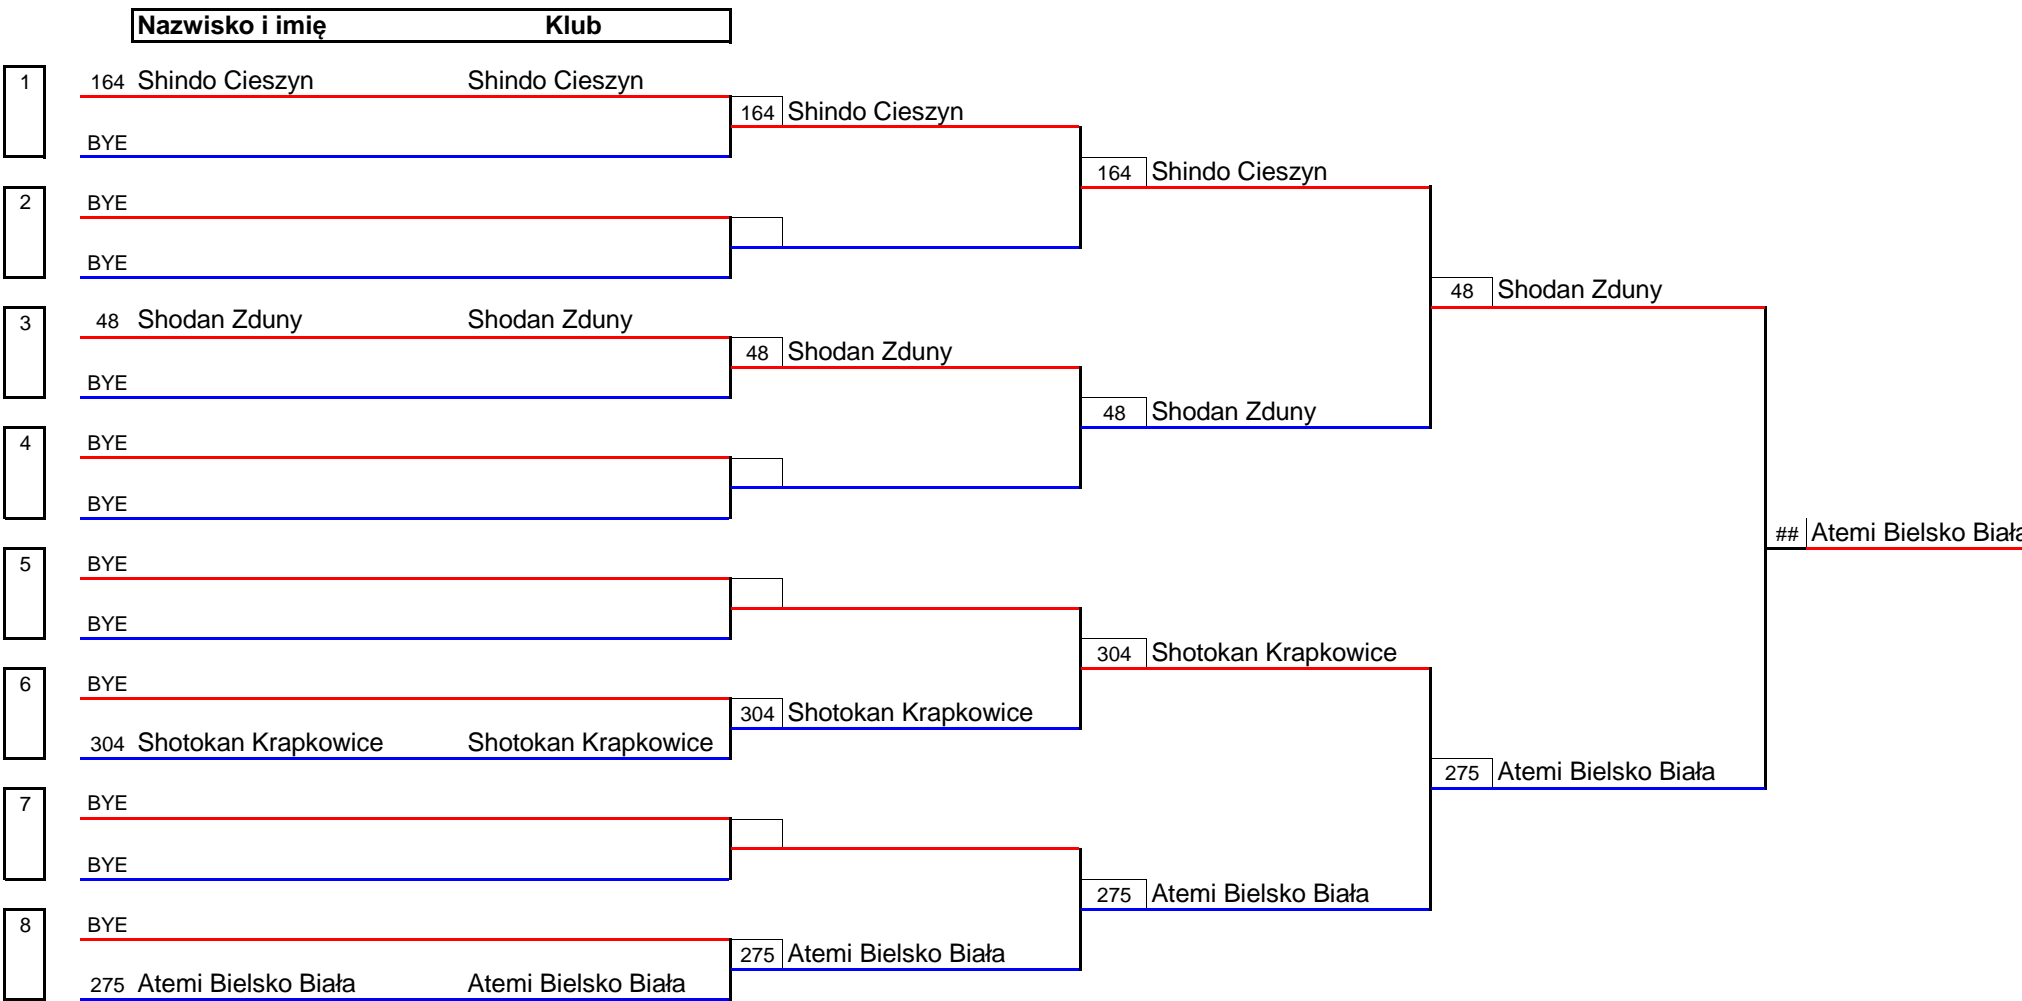 Nazwisko i imię Klub
1 164 Shindo Cieszyn Shindo Cieszyn
164 Shindo Cieszyn
BYE
164 Shindo Cieszyn
2 BYE
BYE
48 Shodan Zduny
3 48 Shodan Zduny Shodan Zduny
48 Shodan Zduny
BYE
48 Shodan Zduny
4 BYE
BYE
## Atemi Bielsko Biała
5 BYE
BYE
304 Shotokan Krapkowice
6 BYE
304 Shotokan Krapkowice
304 Shotokan Krapkowice Shotokan Krapkowice
275 Atemi Bielsko Biała
7 BYE
BYE
275 Atemi Bielsko Biała
8 BYE
275 Atemi Bielsko Biała
275 Atemi Bielsko Biała Atemi Bielsko Biała